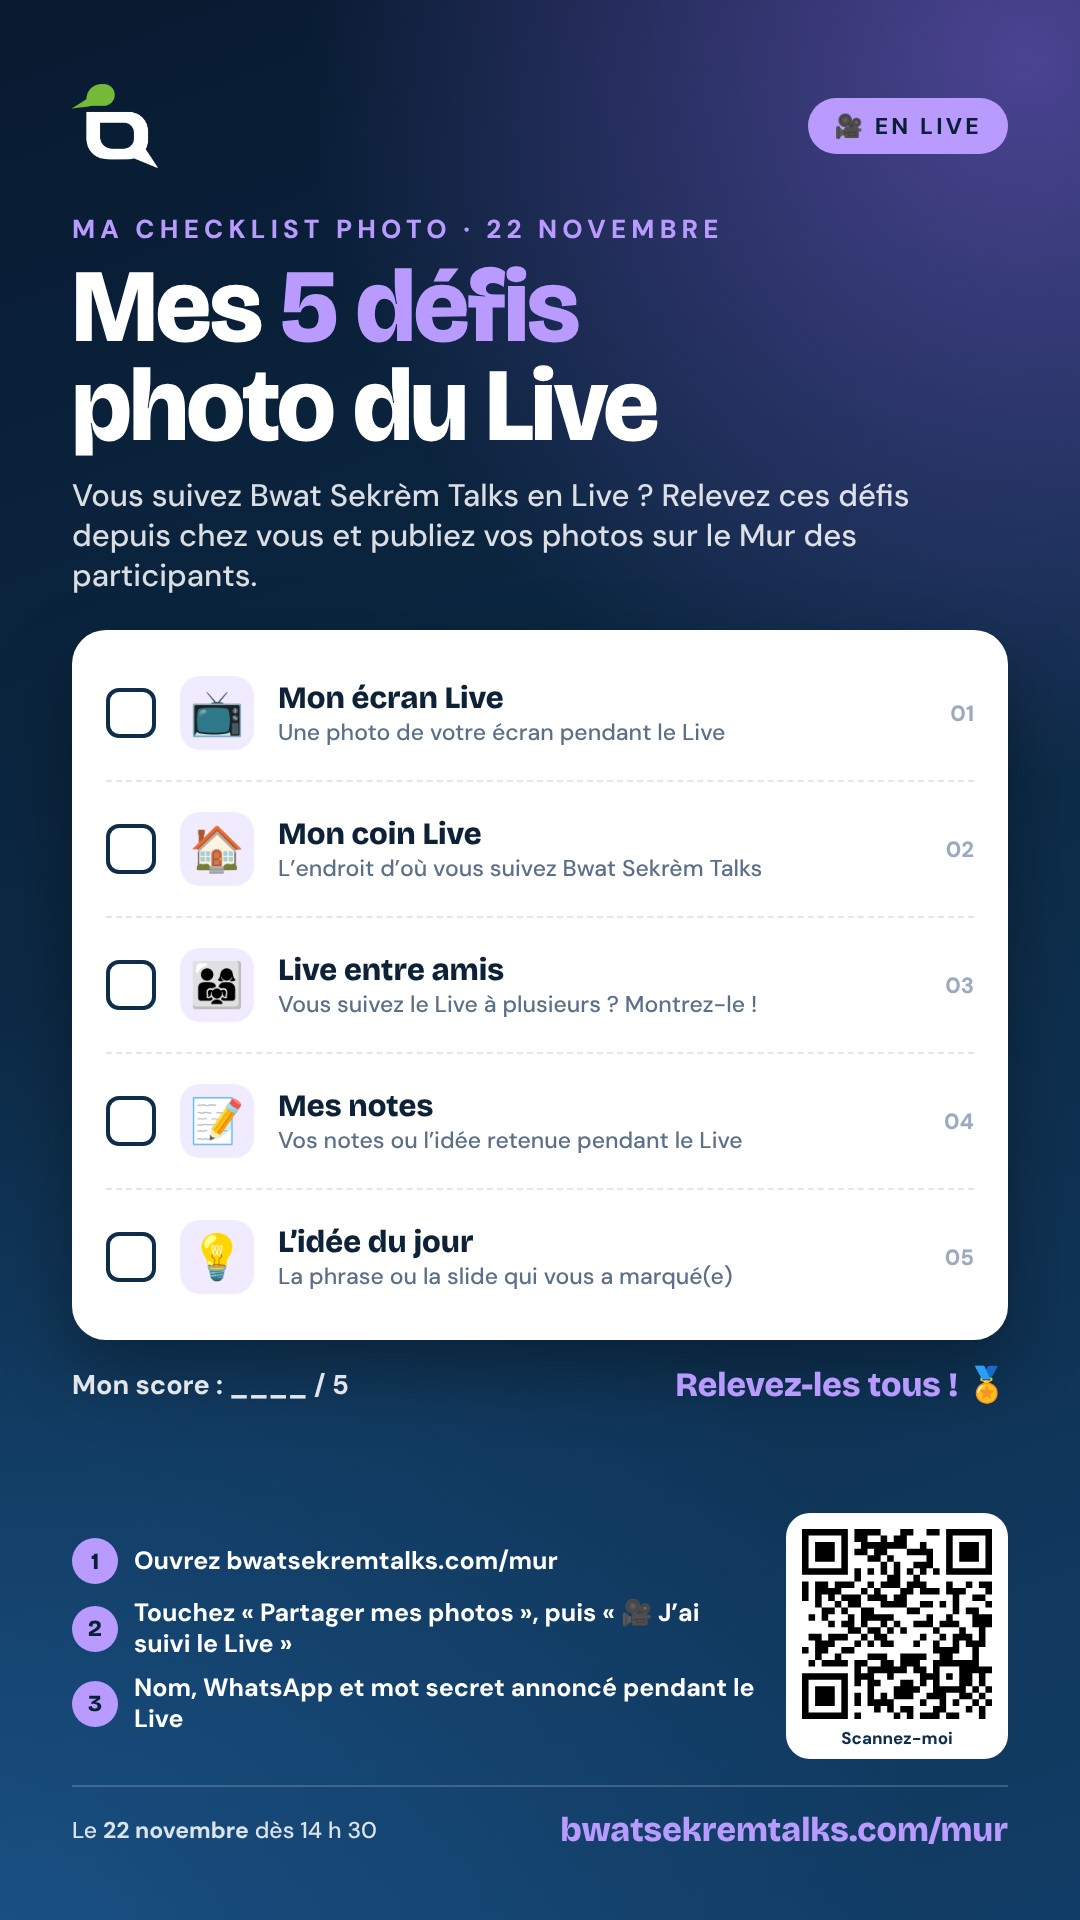 🎥 EN LIVE
MA CHECKLIST PHOTO · 22 NOVEMBRE
Mes 5 défis
photo du Live
Vous suivez Bwat Sekrèm Talks en Live ? Relevez ces défis
depuis chez vous et publiez vos photos sur le Mur des
participants.
Mon écran Live
Une photo de votre écran pendant le Live
01
Mon coin Live
L’endroit d’où vous suivez Bwat Sekrèm Talks
02
Live entre amis
Vous suivez le Live à plusieurs ? Montrez-le !
03
Mes notes
Vos notes ou l’idée retenue pendant le Live
04
L’idée du jour
La phrase ou la slide qui vous a marqué(e)
05
Mon score : ____ / 5
Relevez-les tous ! 🏅
1 Ouvrez bwatsekremtalks.com/mur
2 Touchez « Partager mes photos », puis « 🎥 J’ai
suivi le Live »
3 Nom, WhatsApp et mot secret annoncé pendant le
Live
Scannez-moi
Le 22 novembre dès 14 h 30
bwatsekremtalks.com/mur